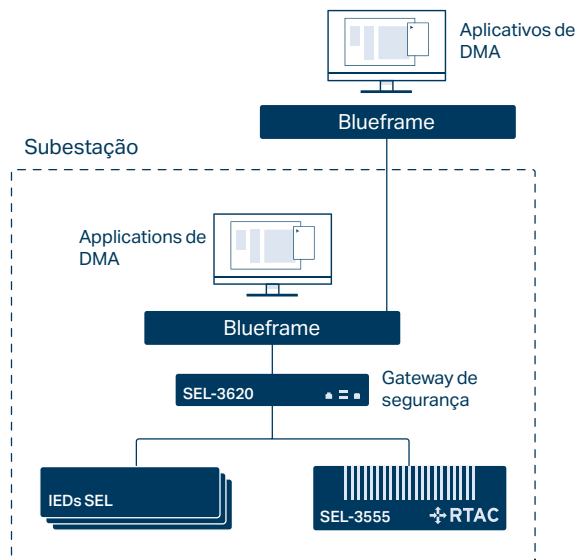 Aplicativos de
DMA
Blueframe
Subestação
Applications de
DMA
Blueframe
SEL-3620
Gateway de
segurança
IEDs SEL
SEL-3555
RTAC